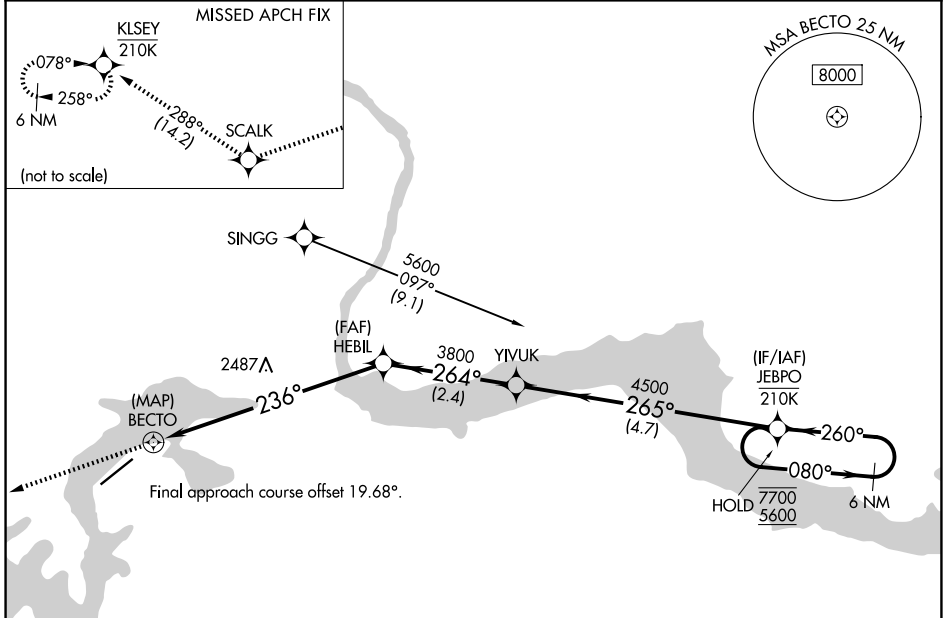 MISSED APCH FIX
KLSEY
210K
078°
258°
6 NM
288°
(14.2)
SCALK
(not to scale)
MSA BECTO 25 NM
8000
SINGG
5600
097°
(9.1)
(FAF)
HEBIL
3800
264°
(2.4)
YIVUK
4500
265°
(4.7)
(IF/IAF)
JEBPO
210K
260°
080°
6 NM
HOLD
7700
5600
2487
236°
(MAP)
BECTO
Final approach course offset 19.68°.